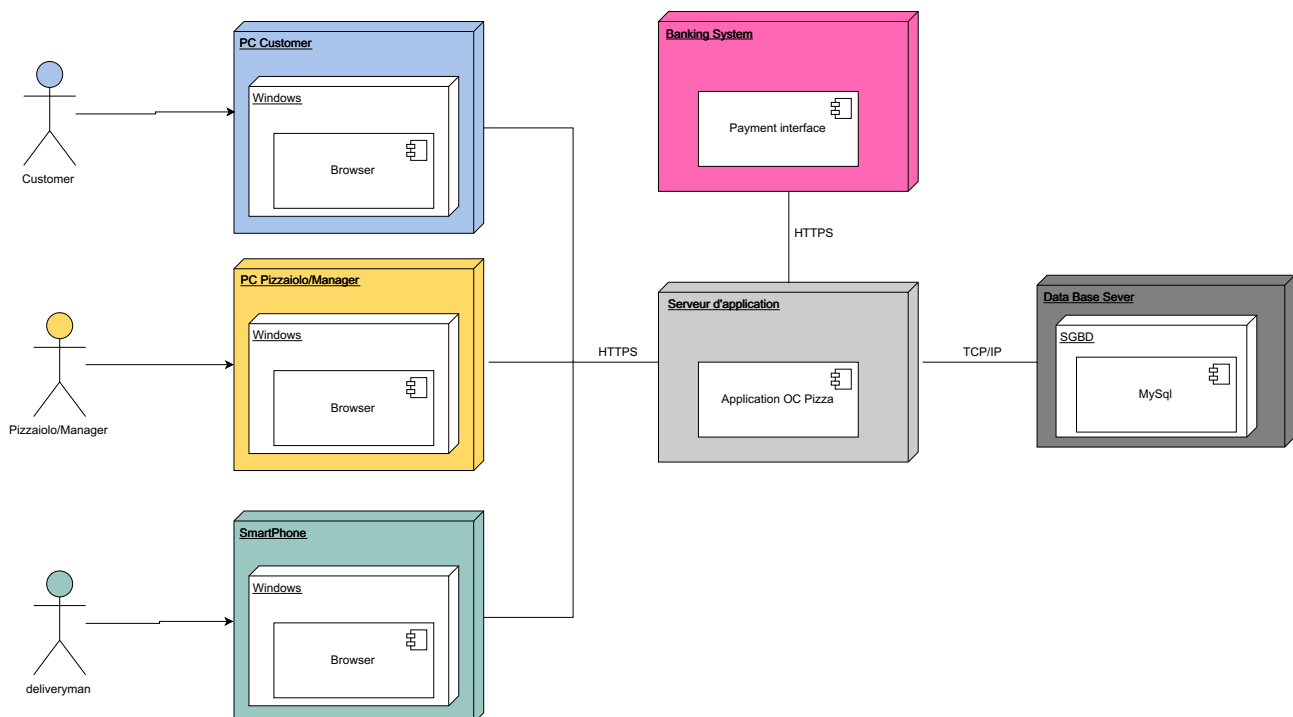 PC Customer
Windows
Browser
Customer
Banking System
Payment interface
HTTPS
PC Pizzaiolo/Manager
Windows
Browser
Pizzaiolo/Manager
HTTPS
Serveur d'application
Application OC Pizza
TCP/IP
Data Base Sever
SGBD
MySql
SmartPhone
Windows
Browser
deliveryman